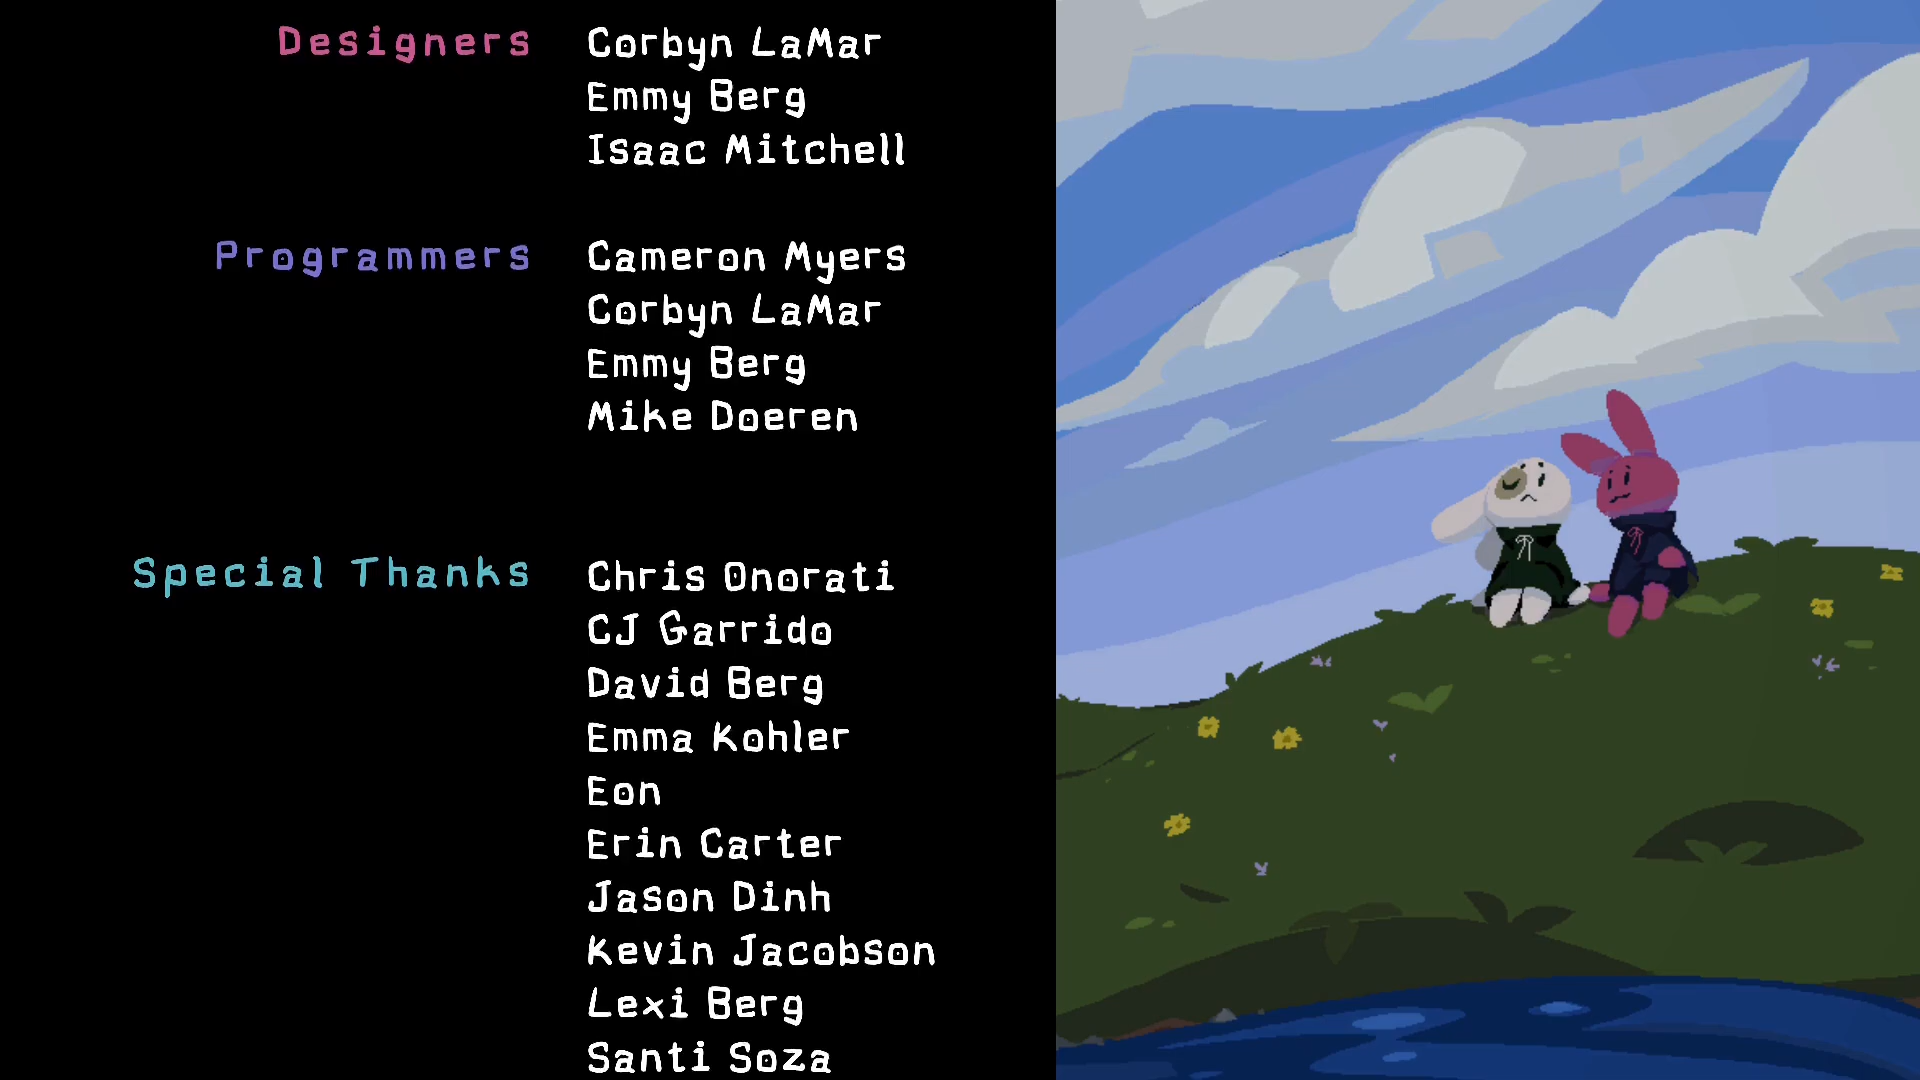 Designers Corbyn LaMar
Emmy Berg
Isaac Mitchell
Programmers Cameron Myers
Corbyn LaMar
Emmy Berg
Mike Doeren
Special Thanks Chris Onorati
CJ Garrido
David Berg
Emma Kohler
Eon
Erin Carter
Jason Dinh
Kevin Jacobson
Lexi Berg
Santi Soza